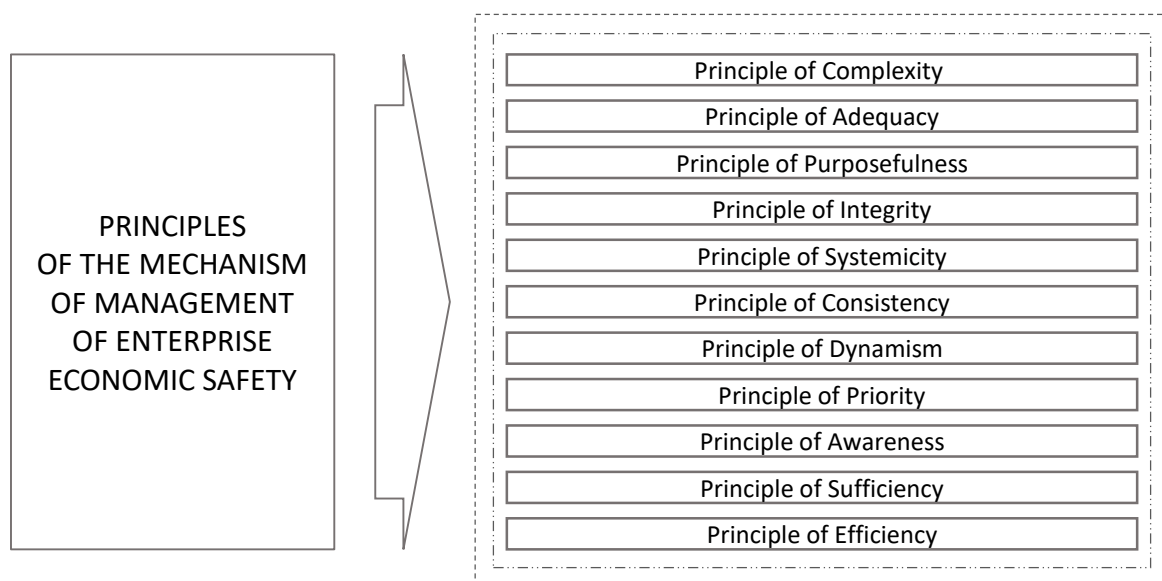 PRINCIPLES
OF THE MECHANISM
OF MANAGEMENT
OF ENTERPRISE
ECONOMIC SAFETY
Principle of Complexity
Principle of Adequacy
Principle of Purposefulness
Principle of Integrity
Principle of Systemicity
Principle of Consistency
Principle of Dynamism
Principle of Priority
Principle of Awareness
Principle of Sufficiency
Principle of Efficiency